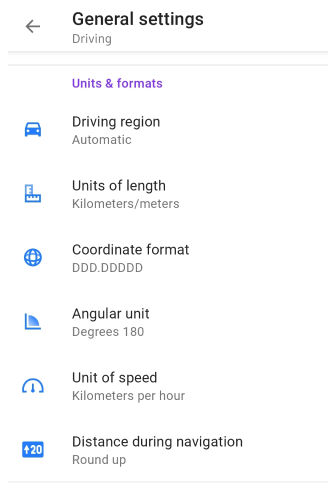 General settings
Driving
Units & formats
Driving region
Automatic
Units of length
Kilometers/meters
Coordinate format
DDD.DDDDD
Angular unit
Degrees 180
Unit of speed
Kilometers per hour
20
Distance during navigation
Round up